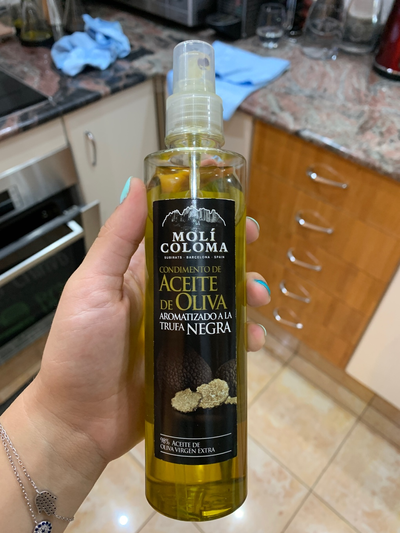 MOLÍ
COLOMA
SUBIRATS · BARCELONA · SPAIN
CONDIMENTO DE
ACEITE
DE OLIVA
AROMATIZADO A LA
TRUFA NEGRA
98% ACEITE DE
OLIVA VIRGEN EXTRA